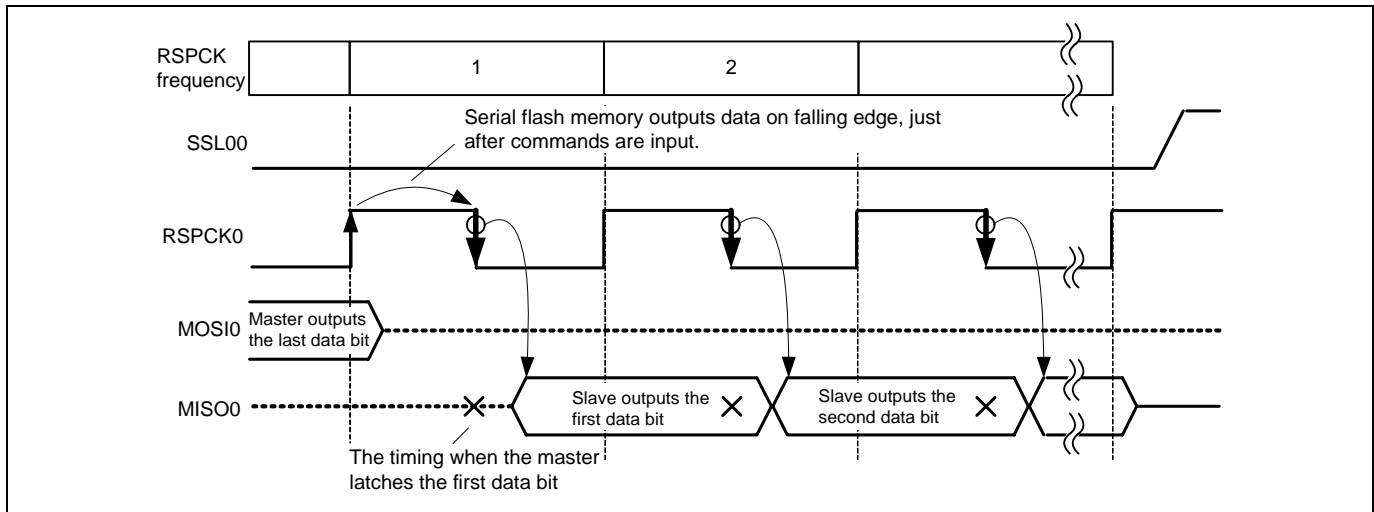 RSPCK
frequency
1
2
Serial flash memory outputs data on falling edge, just
after commands are input.
SSL00
RSPCK0
MOSI0
Master outputs
the last data bit
MISO0
Slave outputs the
first data bit
Slave outputs the
second data bit
The timing when the master
latches the first data bit